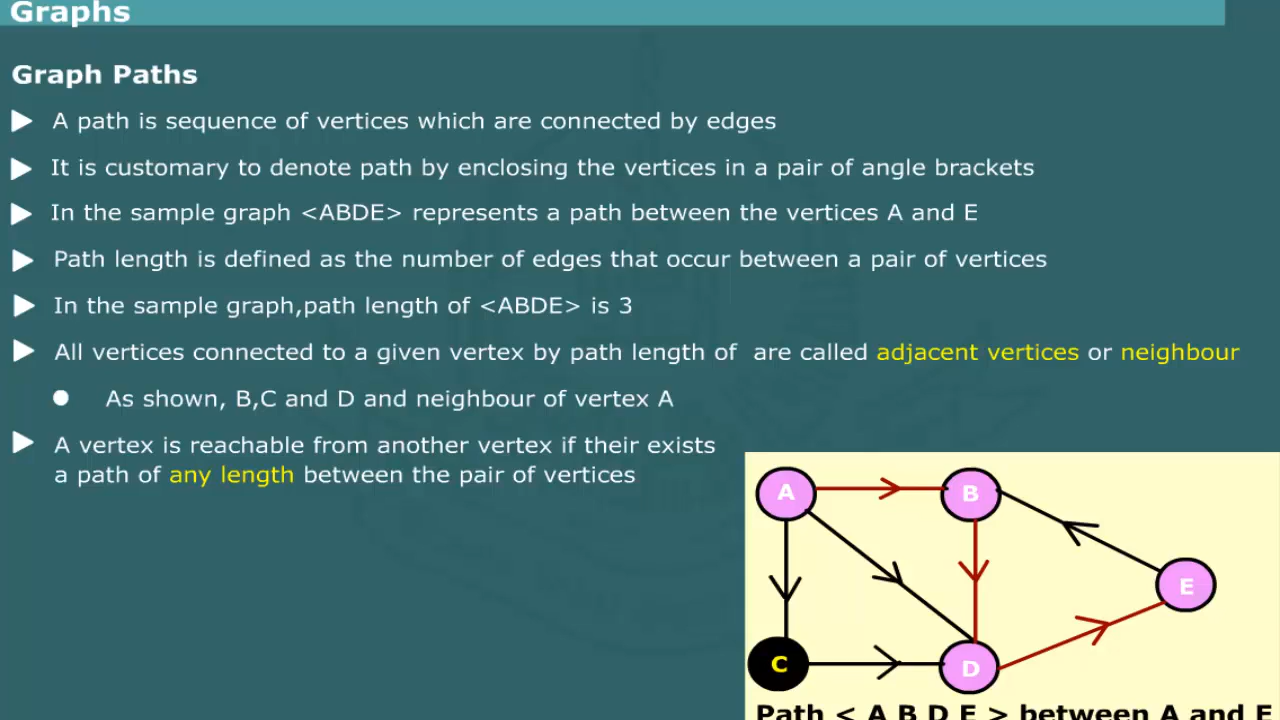 Graphs
Graph Paths
A path is sequence of vertices which are connected by edges
It is customary to denote path by enclosing the vertices in a pair of angle brackets
In the sample graph <ABDE> represents a path between the vertices A and E
Path length is defined as the number of edges that occur between a pair of vertices
In the sample graph,path length of <ABDE> is 3
All vertices connected to a given vertex by path length of are called adjacent vertices or neighbour
As shown, B,C and D and neighbour of vertex A
A vertex is reachable from another vertex if their exists
a path of any length between the pair of vertices
A
B
E
C
D
Path < A B D E > between A and E